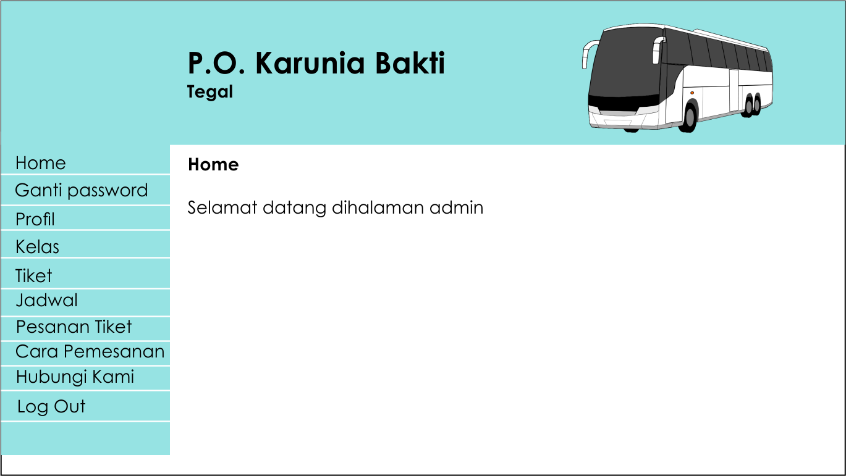 P.O. Karunia Bakti
Tegal
Home
Ganti password
Profil
Kelas
Tiket
Jadwal
Pesanan Tiket
Cara Pemesanan
Hubungi Kami
Log Out
Home
Selamat datang dihalaman admin